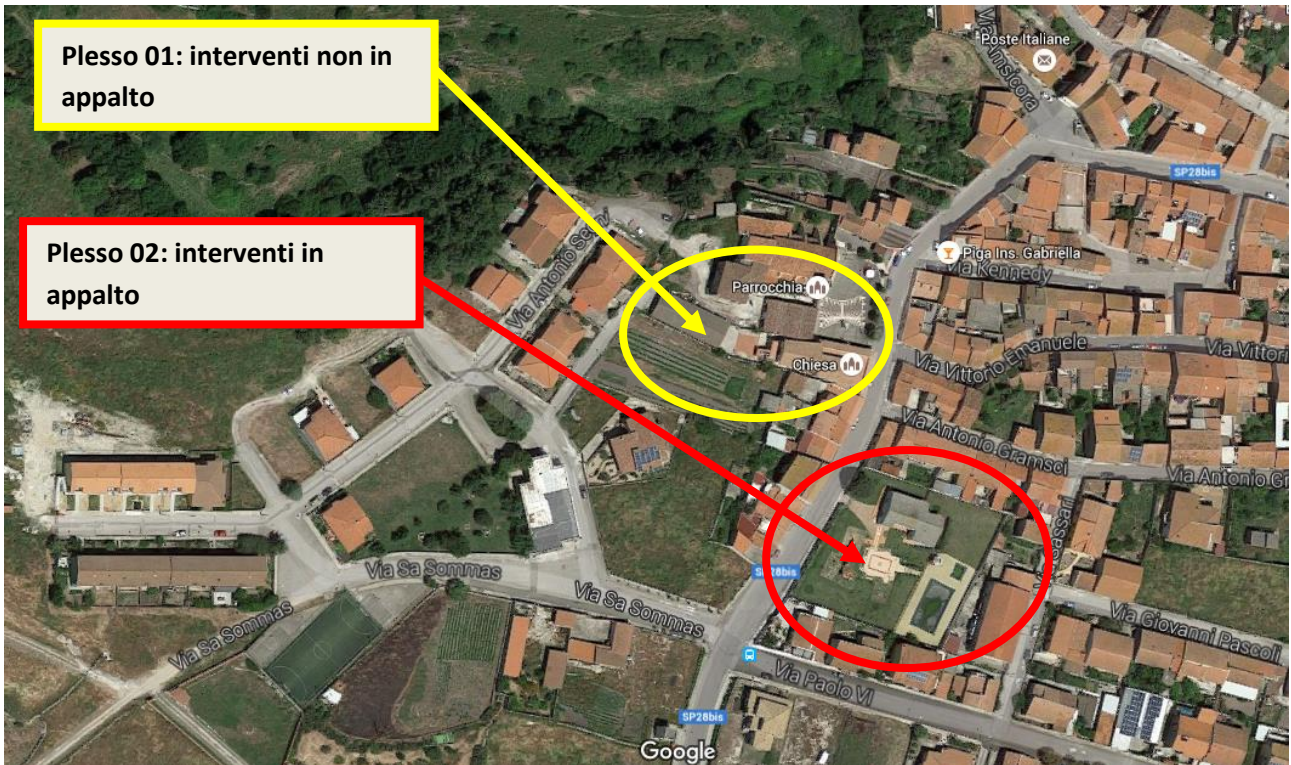 Plesso 01: interventi non in
appalto
Plesso 02: interventi in
appalto
Via Amsicora
Poste Italiane
SP28bis
Piga Ins. Gabriella
Via Kennedy
Parrocchia
Chiesa
Via Vittorio Emanuele
Via Vittori
Via Antonio Gramsci
Via Antonio Gr
SP28bis
Via Sa Sommas
Via Sa Sommas
Via Sa Sommas
Via Giovanni Pascoli
Via Paolo VI
SP28bis
Google